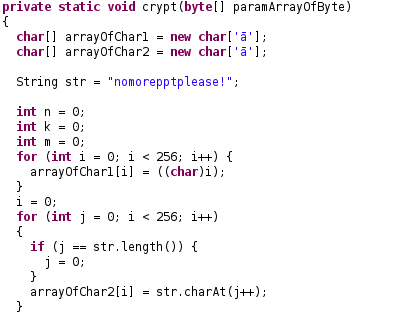 private static void crypt(byte[] paramArrayOfByte)
{
char[] arrayOfChar1 = new char['ā'];
char[] arrayOfChar2 = new char['ā'];
String str = "nomorepptplease!";
int n = 0;
int k = 0;
int m = 0;
for (int i = 0; i < 256; i++) {
arrayOfChar1[i] = ((char)i);
}
i = 0;
for (int j = 0; i < 256; i++)
{
if (j == str.length()) {
j = 0;
}
arrayOfChar2[i] = str.charAt(j++);
}